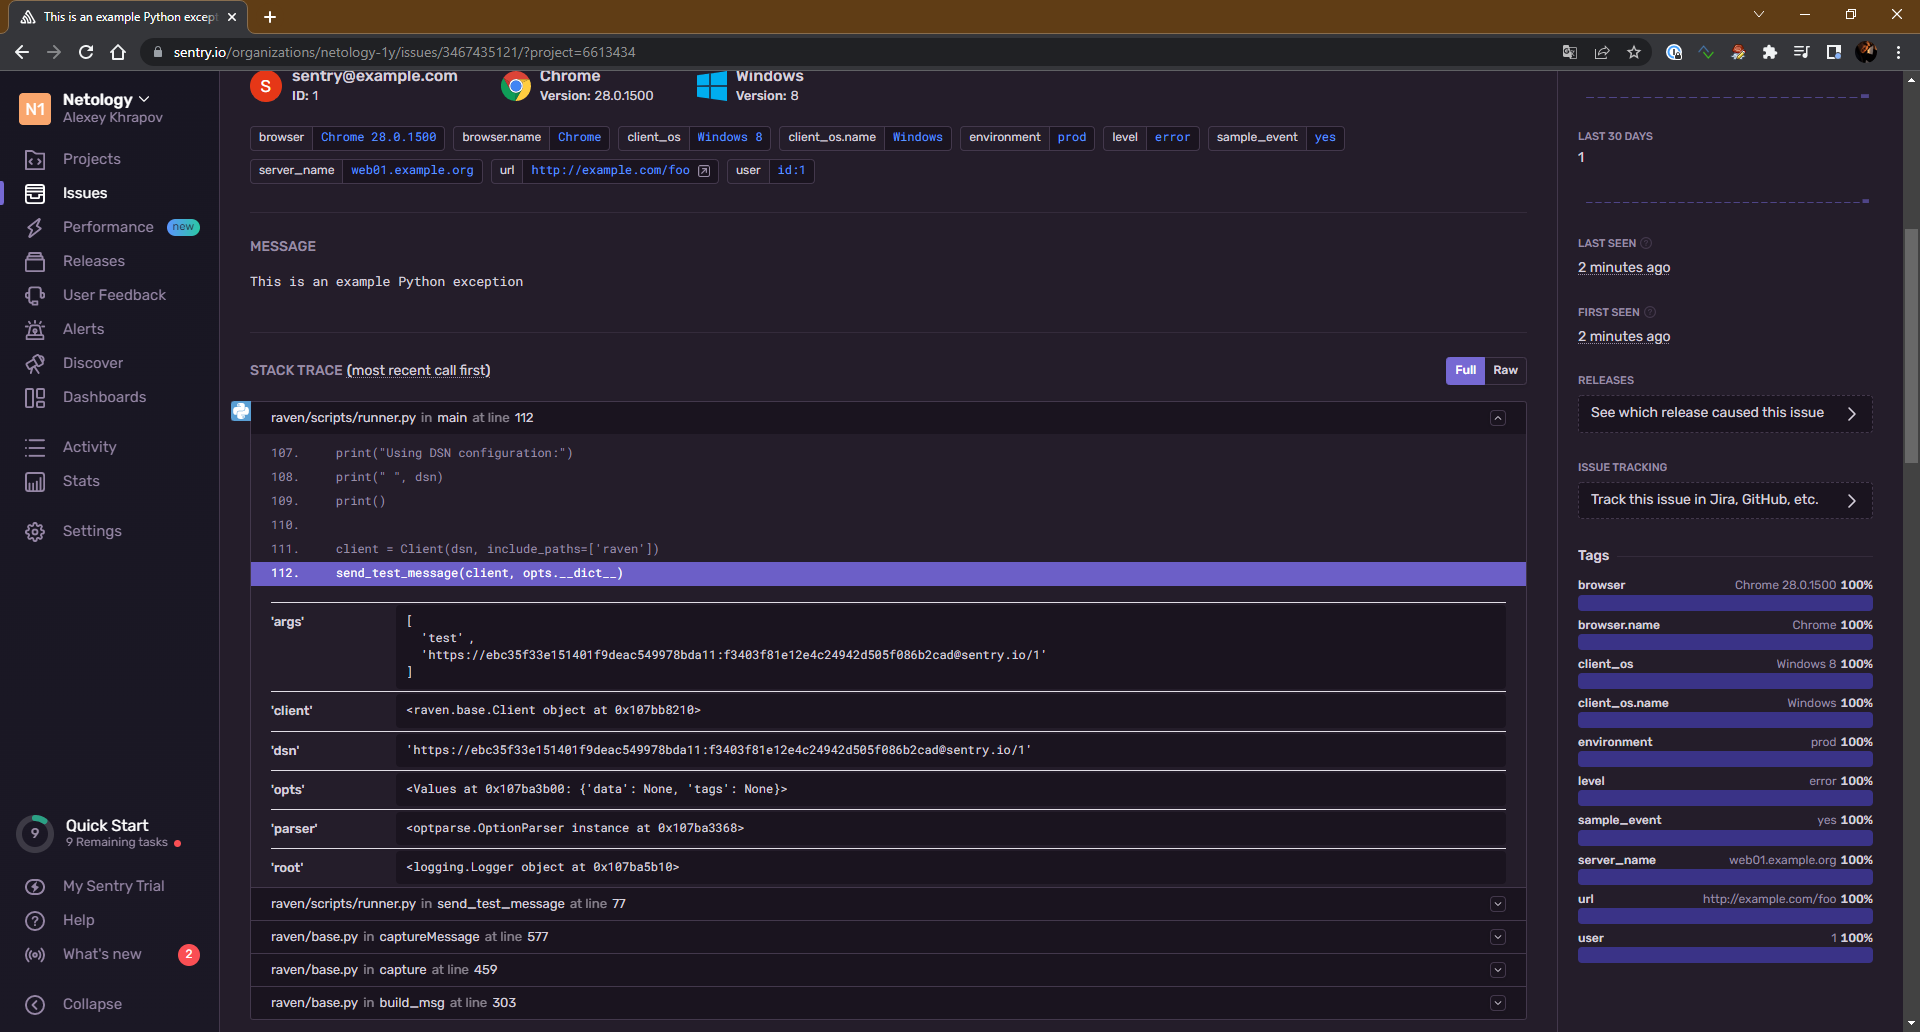 This is an example Python except
sentry.io/organizations/netology-1y/issues/3467435121/?project=6613434
N1
Netology
Alexey Khrapov
Projects
Issues
Performance new
Releases
User Feedback
Alerts
Discover
Dashboards
Activity
Stats
Settings
9
Quick Start
9 Remaining tasks
My Sentry Trial
Help
What's new 2
Collapse
S
sentry@example.com
ID: 1
Chrome
Version: 28.0.1500
Windows
Version: 8
browser Chrome 28.0.1500 browser.name Chrome client_os Windows 8 client_os.name Windows environment prod level error sample_event yes
server_name web01.example.org url http://example.com/foo user id:1
MESSAGE
This is an example Python exception
STACK TRACE (most recent call first)
Full Raw
raven/scripts/runner.py in main at line 112
107. print("Using DSN configuration:")
108. print(" ", dsn)
109. print()
110.
111. client = Client(dsn, include_paths=['raven'])
112. send_test_message(client, opts.__dict__)
'args' [
'test' ,
'https://ebc35f33e151401f9deac549978bda11:f3403f81e12e4c24942d505f086b2cad@sentry.io/1'
]
'client' <raven.base.Client object at 0x107bb8210>
'dsn' 'https://ebc35f33e151401f9deac549978bda11:f3403f81e12e4c24942d505f086b2cad@sentry.io/1'
'opts' <Values at 0x107ba3b00: {'data': None, 'tags': None}>
'parser' <optparse.OptionParser instance at 0x107ba3368>
'root' <logging.Logger object at 0x107ba5b10>
raven/scripts/runner.py in send_test_message at line 77
raven/base.py in captureMessage at line 577
raven/base.py in capture at line 459
raven/base.py in build_msg at line 303
LAST 30 DAYS
1
LAST SEEN ?
2 minutes ago
FIRST SEEN ?
2 minutes ago
RELEASES
See which release caused this issue
ISSUE TRACKING
Track this issue in Jira, GitHub, etc.
Tags
browser Chrome 28.0.1500 100%
browser.name Chrome 100%
client_os Windows 8 100%
client_os.name Windows 100%
environment prod 100%
level error 100%
sample_event yes 100%
server_name web01.example.org 100%
url http://example.com/foo 100%
user 1 100%